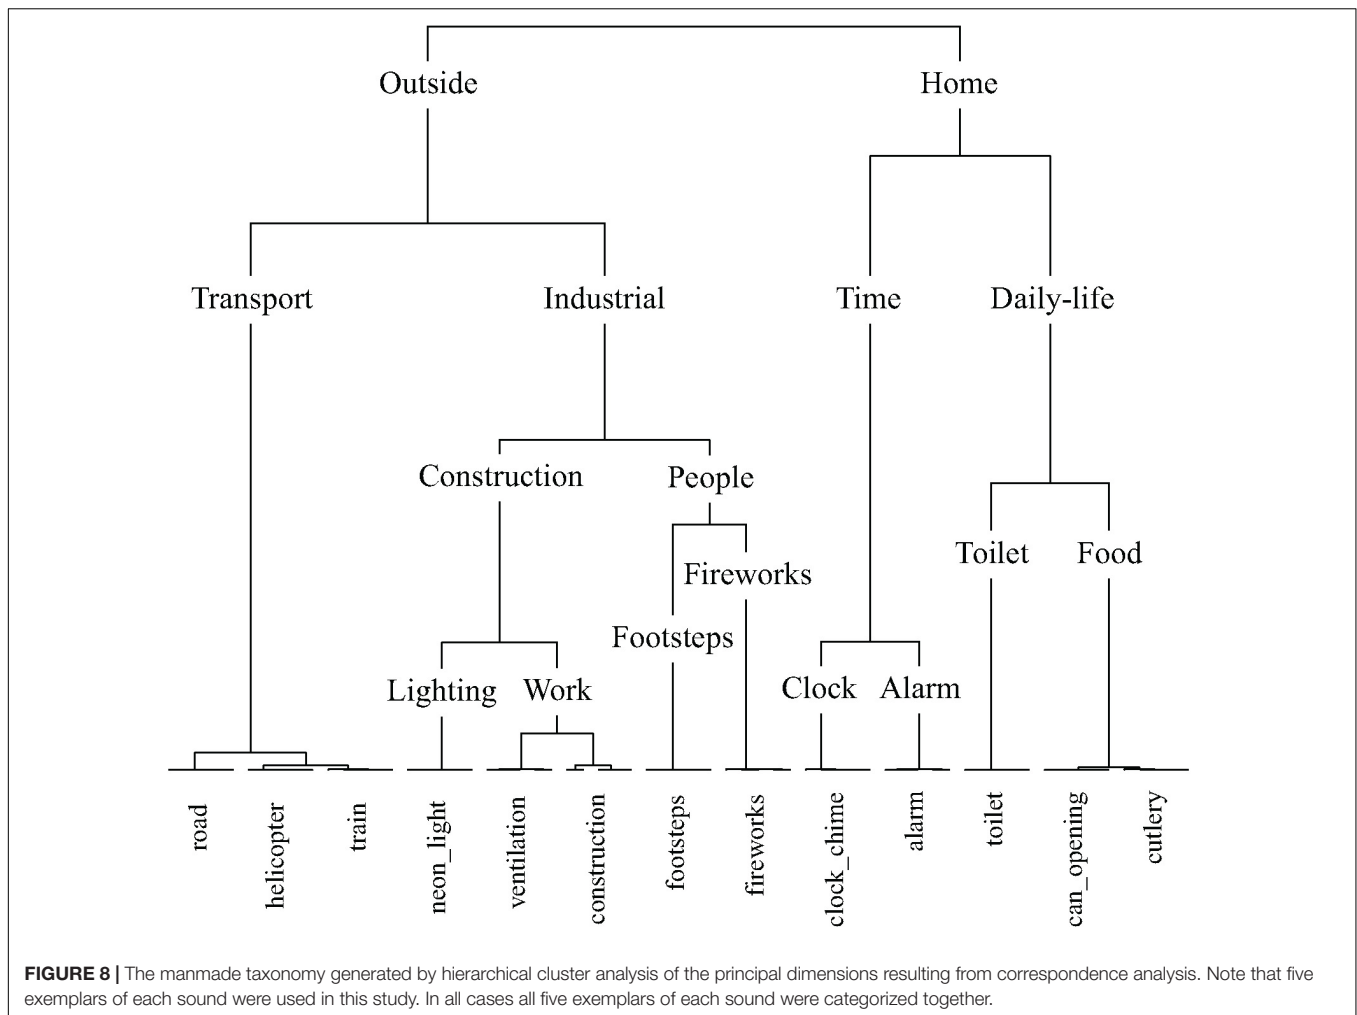 Outside Home
Transport Industrial Time Daily-life
Construction People
Toilet Food
Fireworks
Footsteps
Lighting Work Clock Alarm
road
helicopter
train
neon_light
ventilation
construction
footsteps
fireworks
clock_chime
alarm
toilet
can_opening
cutlery
FIGURE 8 | The manmade taxonomy generated by hierarchical cluster analysis of the principal dimensions resulting from correspondence analysis. Note that five
exemplars of each sound were used in this study. In all cases all five exemplars of each sound were categorized together.